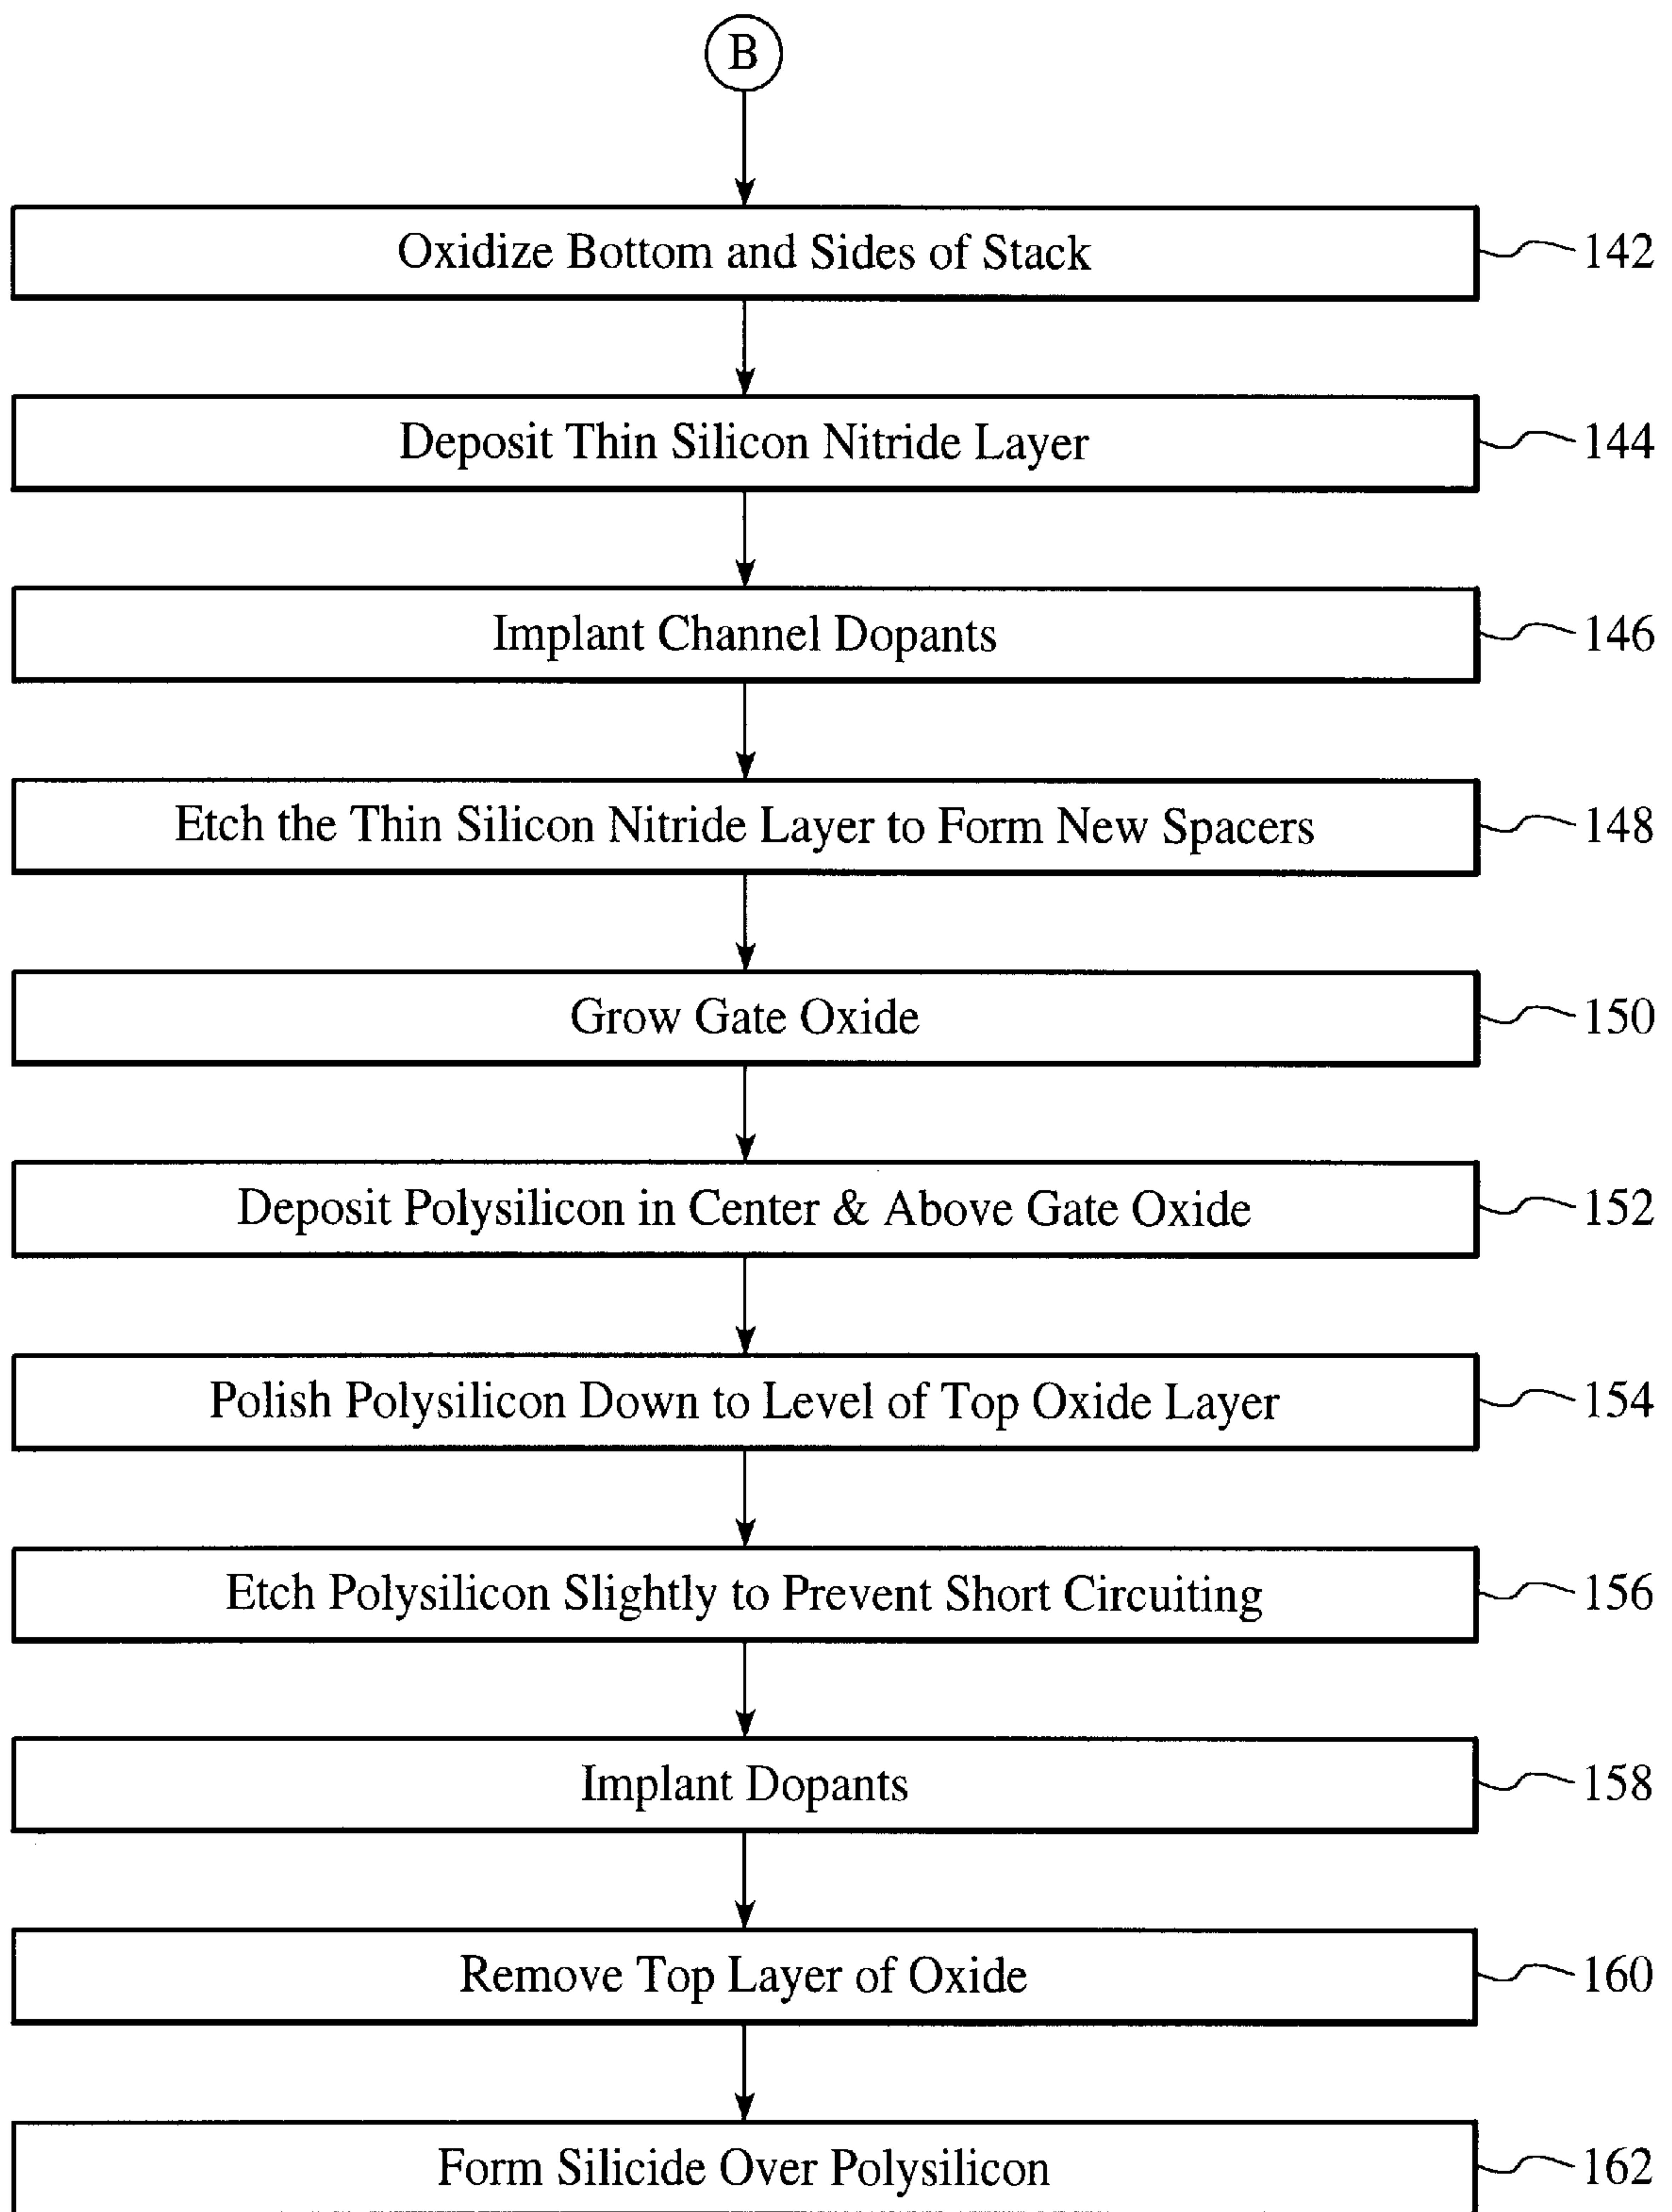 B
Oxidize Bottom and Sides of Stack 142
Deposit Thin Silicon Nitride Layer 144
Implant Channel Dopants 146
Etch the Thin Silicon Nitride Layer to Form New Spacers 148
Grow Gate Oxide 150
Deposit Polysilicon in Center & Above Gate Oxide 152
Polish Polysilicon Down to Level of Top Oxide Layer 154
Etch Polysilicon Slightly to Prevent Short Circuiting 156
Implant Dopants 158
Remove Top Layer of Oxide 160
Form Silicide Over Polysilicon 162